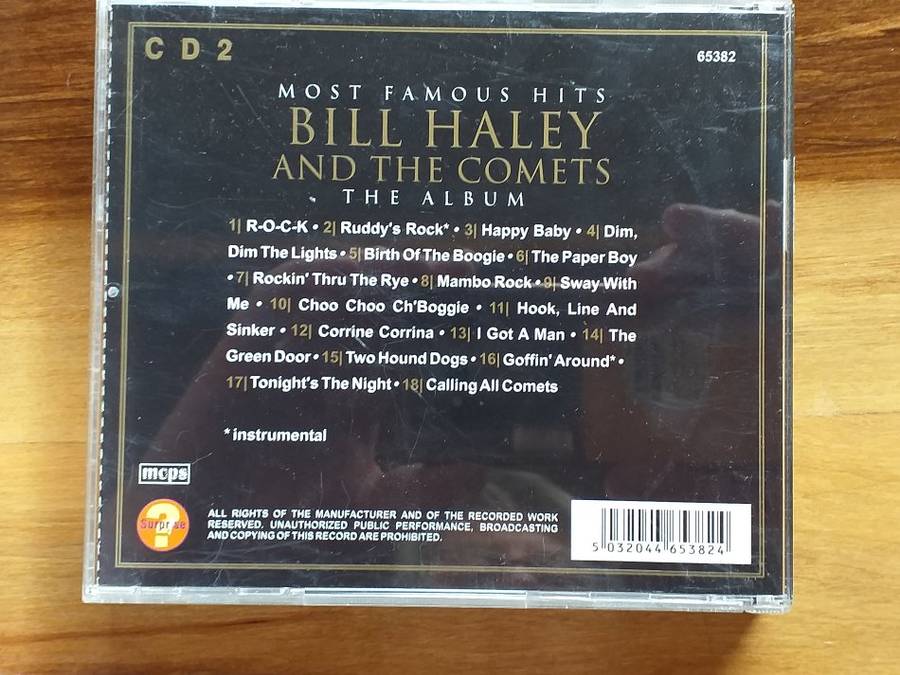 CD 2
65382
MOST FAMOUS HITS
BILL HALEY
AND THE COMETS
THE ALBUM
1| R-O-C-K • 2| Ruddy's Rock* • 3| Happy Baby • 4| Dim,
Dim The Lights • 5| Birth Of The Boogie • 6| The Paper Boy
• 7| Rockin' Thru The Rye • 8| Mambo Rock • 9| Sway With
Me • 10| Choo Choo Ch'Boggie • 11| Hook, Line And
Sinker • 12| Corrine Corrina • 13| I Got A Man • 14| The
Green Door • 15| Two Hound Dogs • 16| Goffin' Around* •
17| Tonight's The Night • 18| Calling All Comets
* instrumental
mcps
Surprise
?
ALL RIGHTS OF THE MANUFACTURER AND OF THE RECORDED WORK
RESERVED. UNAUTHORIZED PUBLIC PERFORMANCE, BROADCASTING
AND COPYING OF THIS RECORD ARE PROHIBITED.
5 032044 653824